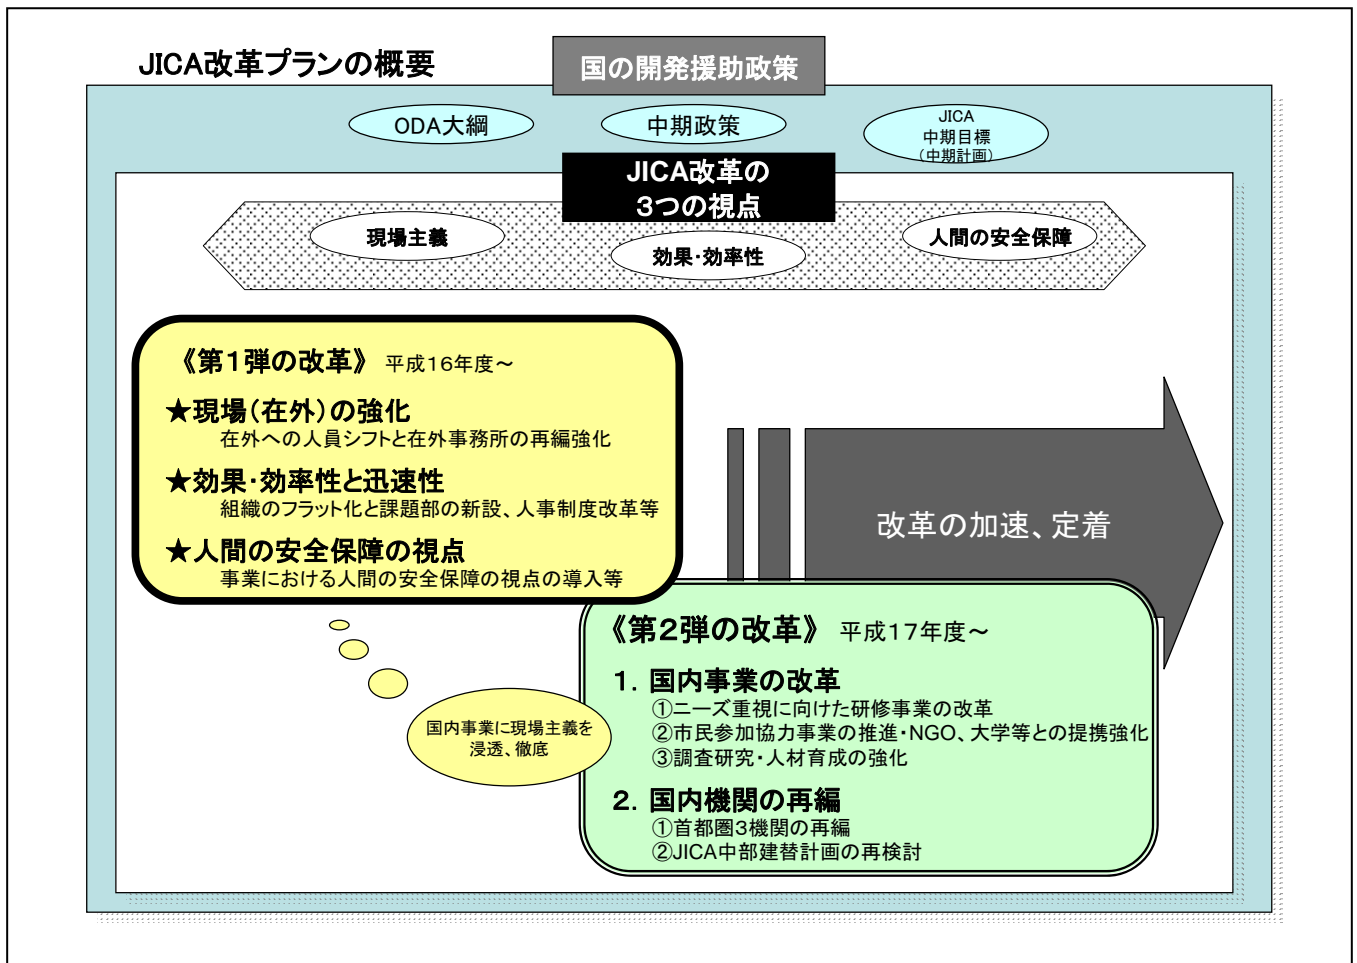 JICA改革プランの概要
国の開発援助政策
ODA大綱
中期政策
JICA
中期目標
(中期計画)
JICA改革の
3つの視点
現場主義
効果・効率性
人間の安全保障
《第1弾の改革》 平成16年度～
★現場(在外)の強化
在外への人員シフトと在外事務所の再編強化
★効果・効率性と迅速性
組織のフラット化と課題部の新設、人事制度改革等
★人間の安全保障の視点
事業における人間の安全保障の視点の導入等
改革の加速、定着
国内事業に現場主義を
浸透、徹底
《第2弾の改革》 平成17年度～
1. 国内事業の改革
①ニーズ重視に向けた研修事業の改革
②市民参加協力事業の推進・NGO、大学等との提携強化
③調査研究・人材育成の強化
2. 国内機関の再編
①首都圏3機関の再編
②JICA中部建替計画の再検討